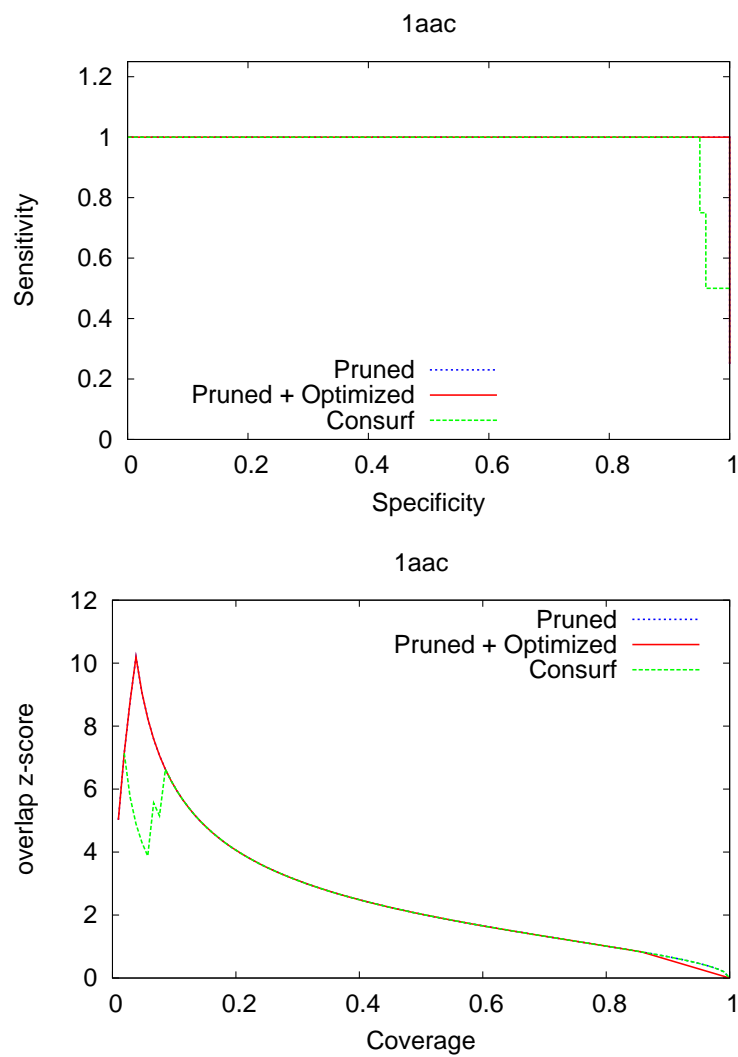 1aac
1.2
1
0.8
0.6
0.4
0.2
0
Sensitivity
Pruned
Pruned + Optimized
Consurf
0 0.2 0.4 0.6 0.8 1
Specificity
1aac
12
10
8
6
4
2
0
overlap z-score
Pruned
Pruned + Optimized
Consurf
0 0.2 0.4 0.6 0.8 1
Coverage